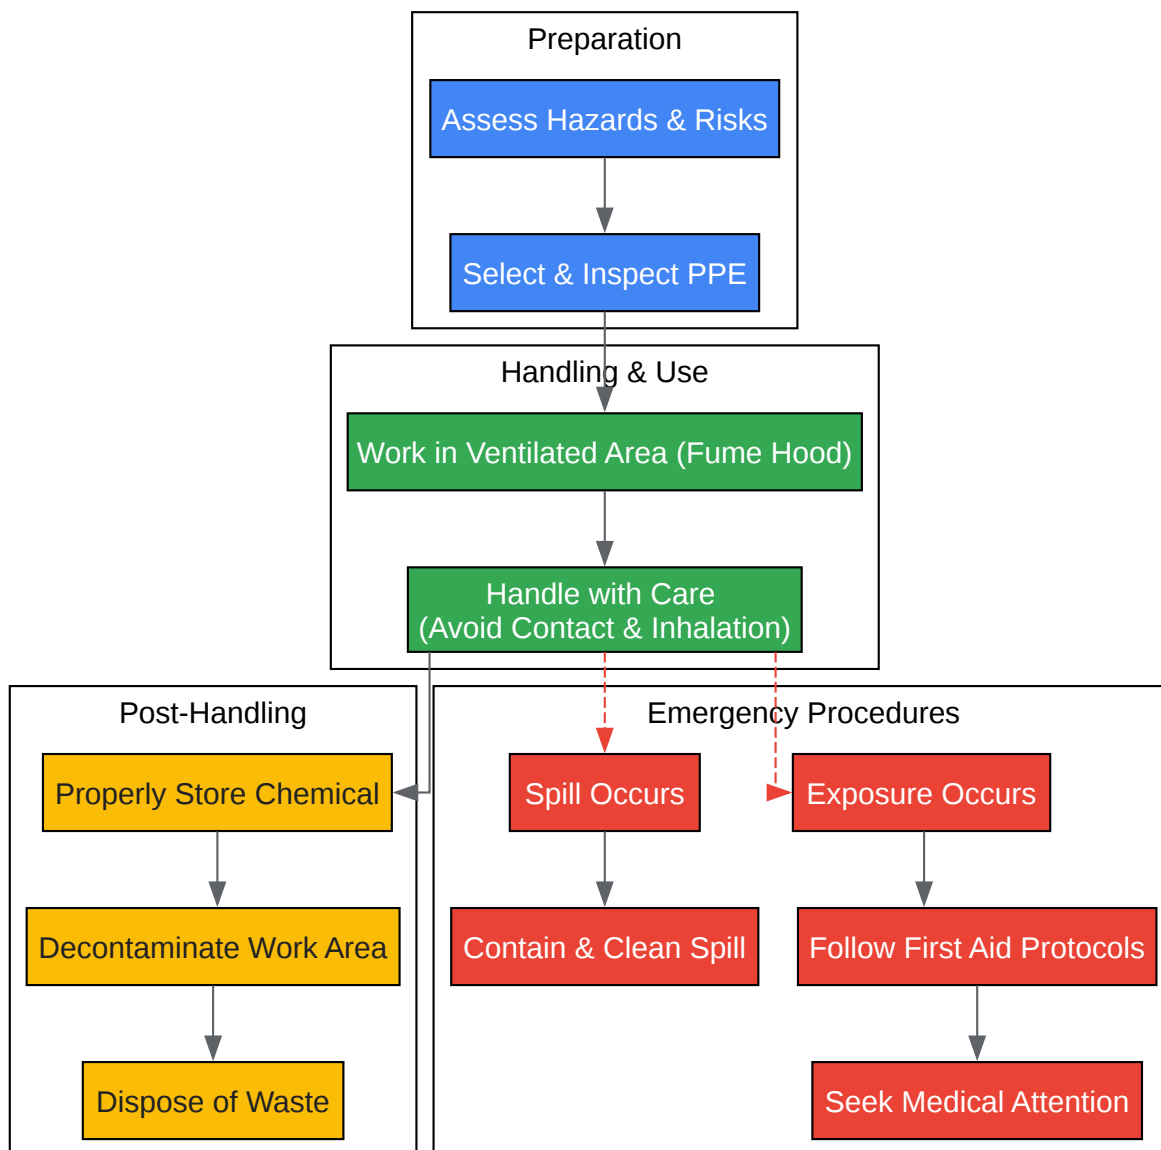 Preparation
Assess Hazards & Risks
Select & Inspect PPE
Handling & Use
Work in Ventilated Area (Fume Hood)
Handle with Care
(Avoid Contact & Inhalation)
Post-Handling
Properly Store Chemical
Decontaminate Work Area
Dispose of Waste
Emergency Procedures
Spill Occurs
Exposure Occurs
Contain & Clean Spill
Follow First Aid Protocols
Seek Medical Attention